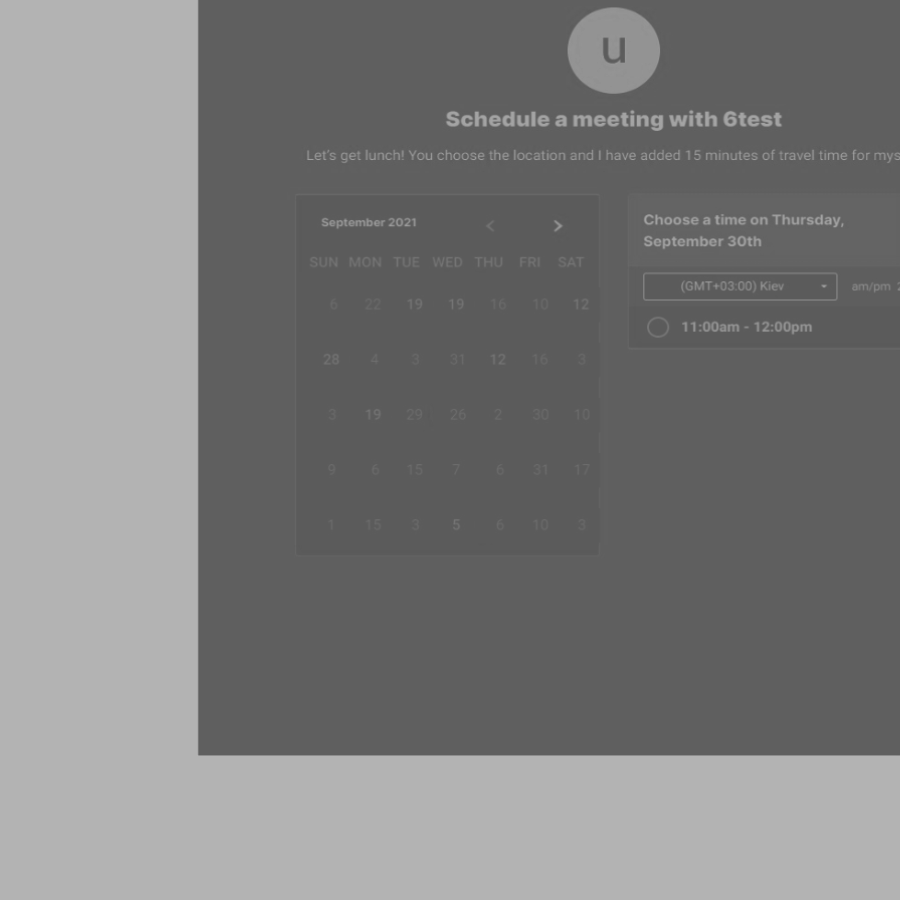 u
Schedule a meeting with 6test
Let's get lunch! You choose the location and I have added 15 minutes of travel time for mys
September 2021
<
>
SUN MON TUE WED THU FRI SAT
6 22 19 19 16 10 12
28 4 3 31 12 16 3
3 19 29 26 2 30 10
9 6 15 7 6 31 17
1 15 3 5 6 10 3
Choose a time on Thursday,
September 30th
(GMT+03:00) Kiev
am/pm
11:00am - 12:00pm